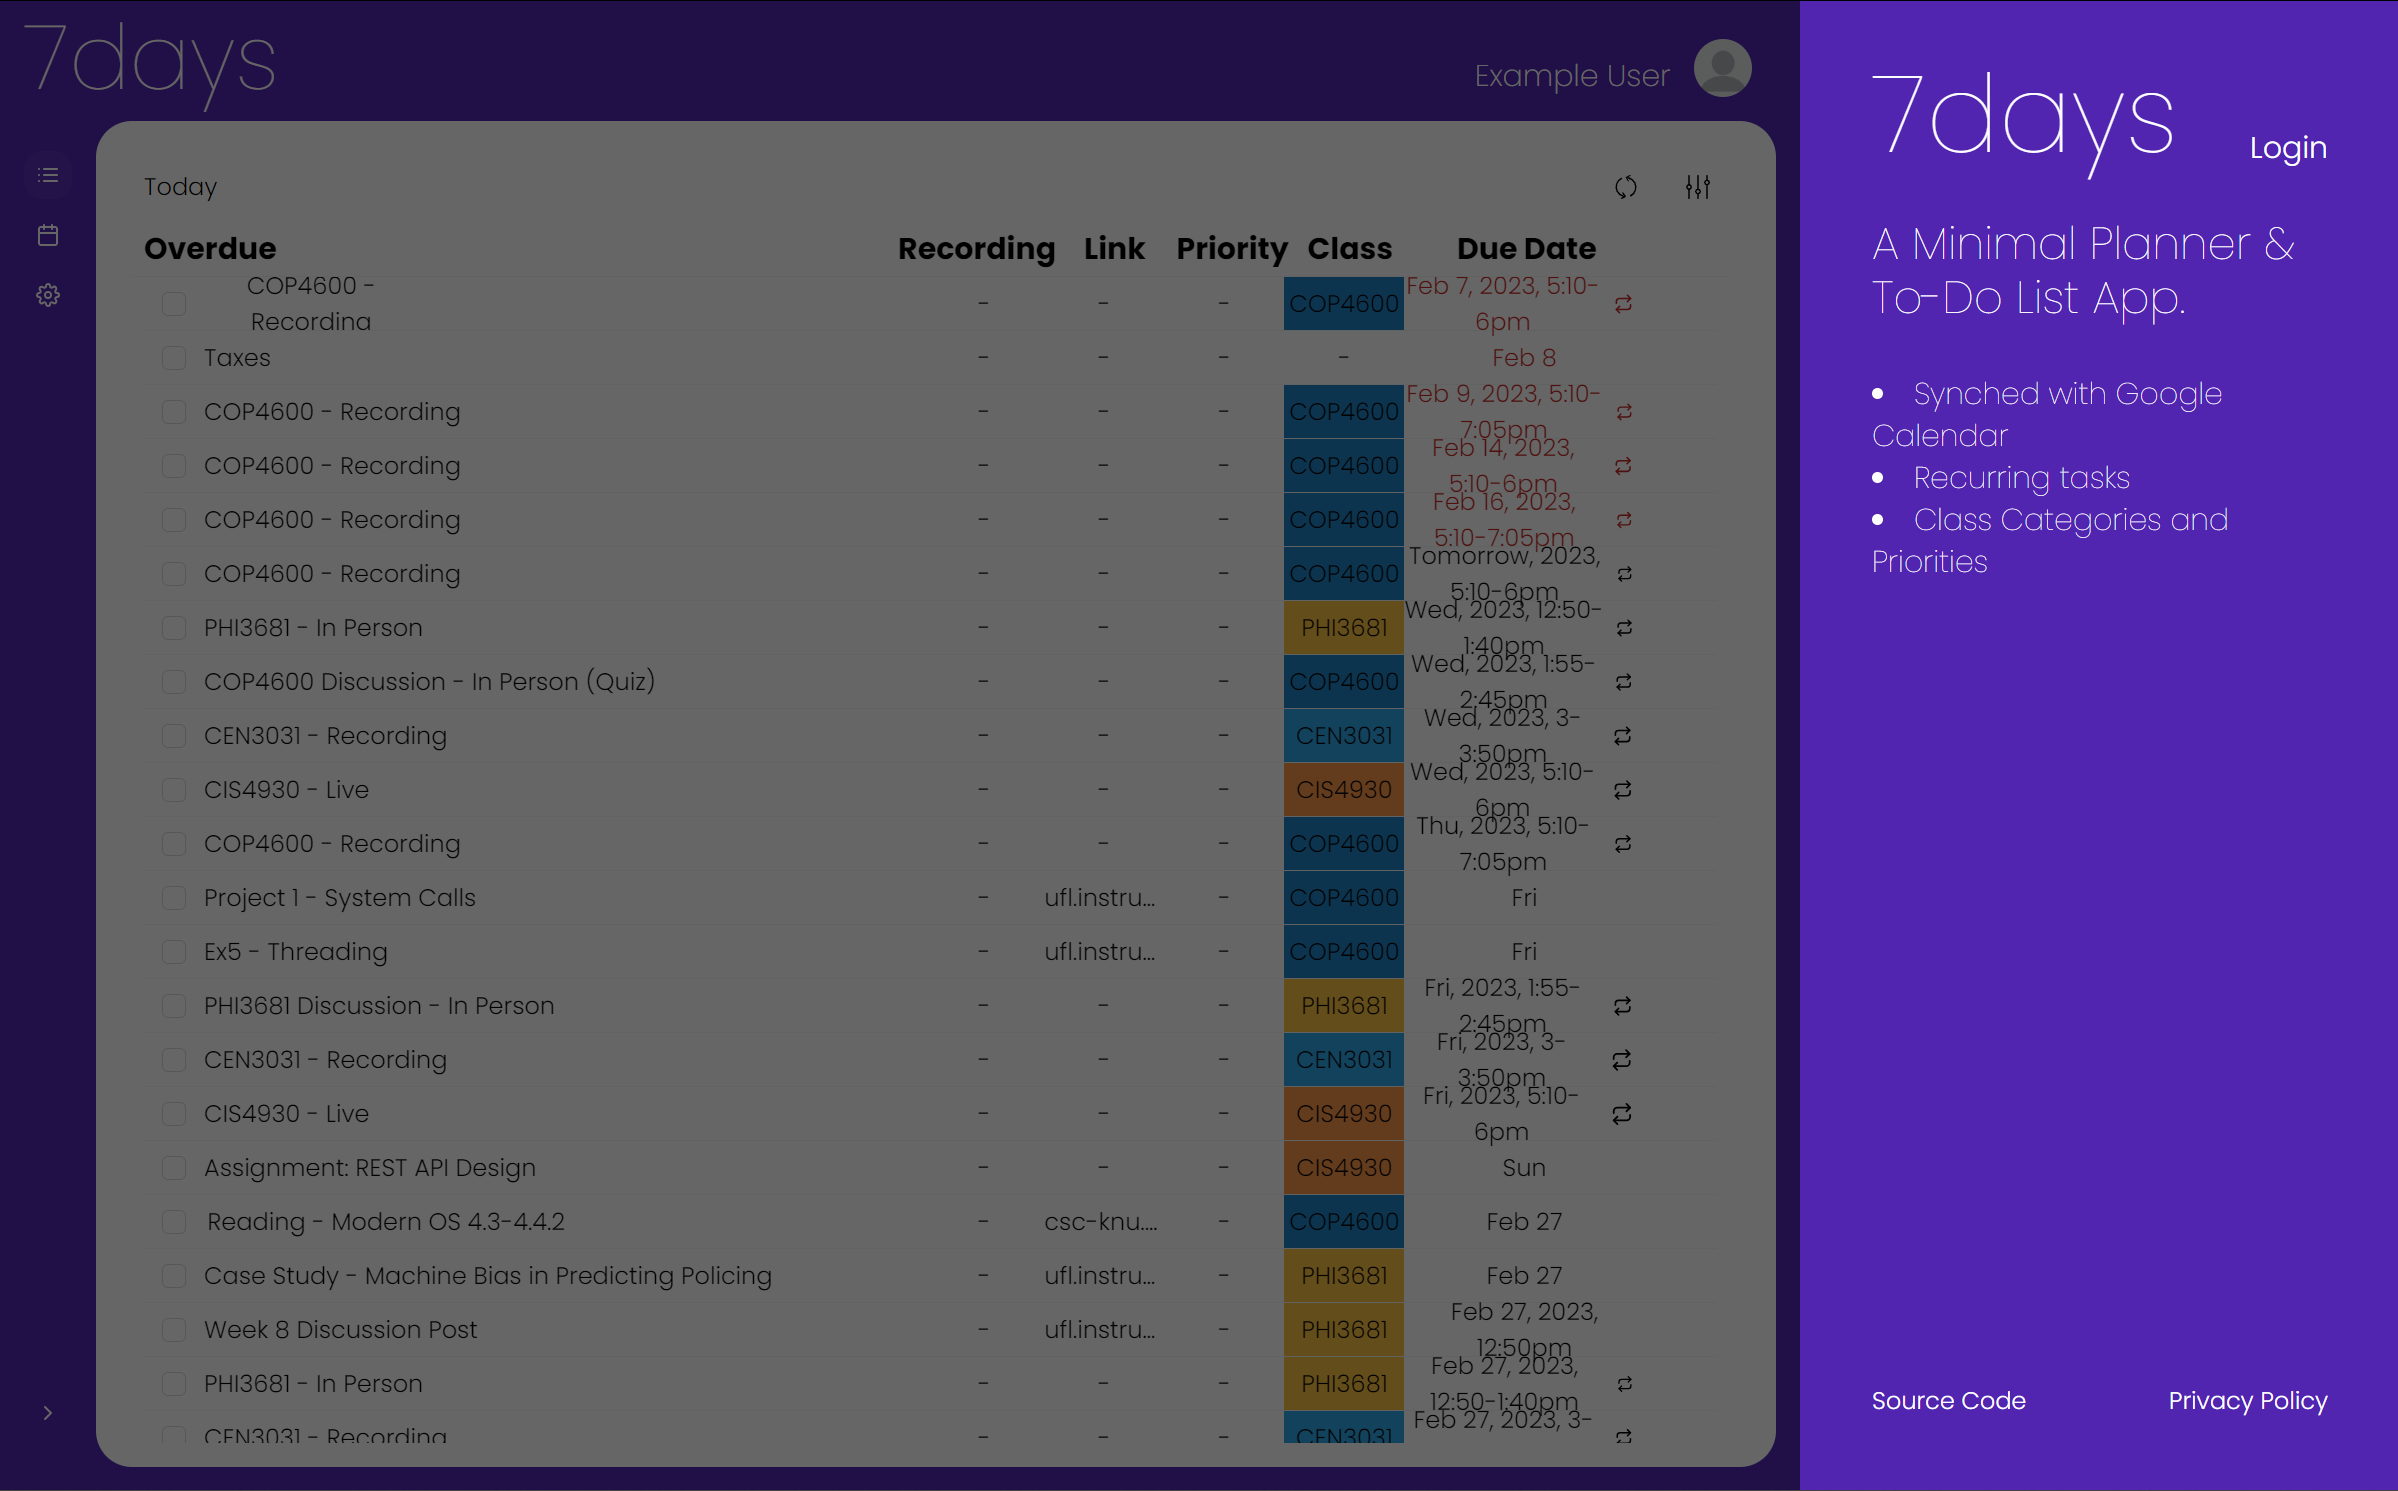 7days
Example User
Today
Overdue Recording Link Priority Class Due Date
COP4600 - Recording - - - COP4600 Feb 7, 2023, 5:10-6pm
Taxes - - - - Feb 8
COP4600 - Recording - - - COP4600 Feb 9, 2023, 5:10-7:05pm
COP4600 - Recording - - - COP4600 Feb 14, 2023, 5:10-6pm
COP4600 - Recording - - - COP4600 Feb 16, 2023, 5:10-7:05pm
COP4600 - Recording - - - COP4600 Tomorrow, 2023, 5:10-6pm
PHI3681 - In Person - - - PHI3681 Wed, 2023, 12:50-1:40pm
COP4600 Discussion - In Person (Quiz) - - - COP4600 Wed, 2023, 1:55-2:45pm
CEN3031 - Recording - - - CEN3031 Wed, 2023, 3-3:50pm
CIS4930 - Live - - - CIS4930 Wed, 2023, 5:10-6pm
COP4600 - Recording - - - COP4600 Thu, 2023, 5:10-7:05pm
Project 1 - System Calls - ufl.instru... - COP4600 Fri
Ex5 - Threading - ufl.instru... - COP4600 Fri
PHI3681 Discussion - In Person - - - PHI3681 Fri, 2023, 1:55-2:45pm
CEN3031 - Recording - - - CEN3031 Fri, 2023, 3-3:50pm
CIS4930 - Live - - - CIS4930 Fri, 2023, 5:10-6pm
Assignment: REST API Design - - - CIS4930 Sun
Reading - Modern OS 4.3-4.4.2 - csc-knu.... - COP4600 Feb 27
Case Study - Machine Bias in Predicting Policing - ufl.instru... - PHI3681 Feb 27
Week 8 Discussion Post - ufl.instru... - PHI3681 Feb 27, 2023, 12:50pm
PHI3681 - In Person - - - PHI3681 Feb 27, 2023, 12:50-1:40pm
CEN3031 - Recording - - - CEN3031 Feb 27, 2023, 3-
7days
Login
A Minimal Planner &
To-Do List App.
• Synched with Google
Calendar
• Recurring tasks
• Class Categories and
Priorities
Source Code Privacy Policy